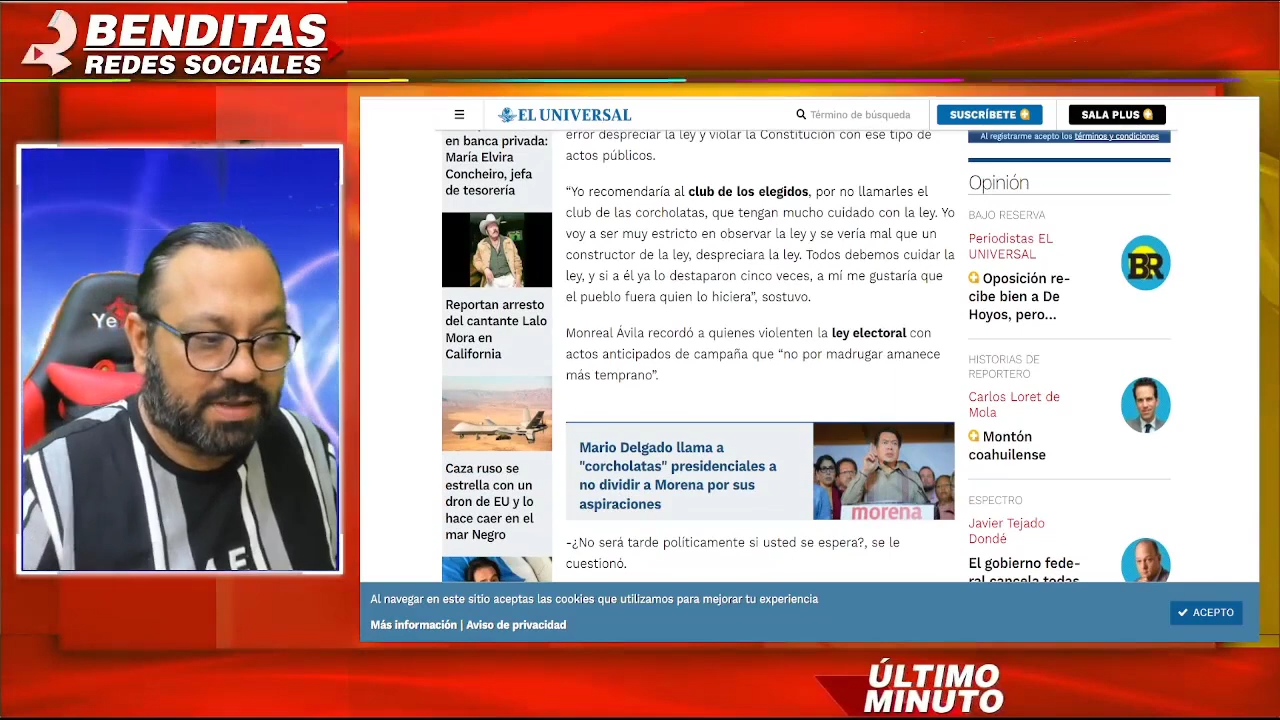 BENDITAS
REDES SOCIALES
Ye
EL UNIVERSAL
Término de búsqueda
SUSCRÍBETE
SALA PLUS
en banca privada:
María Elvira
Concheiro, jefa
de tesorería
Reportan arresto
del cantante Lalo
Mora en
California
Caza ruso se
estrella con un
dron de EU y lo
hace caer en el
mar Negro
error despreciar la ley y violar la Constitución con ese tipo de
actos públicos.
“Yo recomendaría al club de los elegidos, por no llamarles el
club de las corcholatas, que tengan mucho cuidado con la ley. Yo
voy a ser muy estricto en observar la ley y se vería mal que un
constructor de la ley, despreciara la ley. Todos debemos cuidar la
ley, y si a él ya lo destaparon cinco veces, a mí me gustaría que
el pueblo fuera quien lo hiciera”, sostuvo.
Monreal Ávila recordó a quienes violenten la ley electoral con
actos anticipados de campaña que “no por madrugar amanece
más temprano”.
Mario Delgado llama a
"corcholatas" presidenciales a
no dividir a Morena por sus
aspiraciones
morena
-¿No será tarde políticamente si usted se espera?, se le
cuestionó.
Al registrarme acepto los términos y condiciones
Opinión
BAJO RESERVA
Periodistas EL
UNIVERSAL
Oposición re-
cibe bien a De
Hoyos, pero...
BR
HISTORIAS DE
REPORTERO
Carlos Loret de
Mola
Montón
coahuilense
ESPECTRO
Javier Tejado
Dondé
El gobierno fede-
ral cancela todas
Al navegar en este sitio aceptas las cookies que utilizamos para mejorar tu experiencia
Más información | Aviso de privacidad
ACEPTO
ÚLTIMO
MINUTO